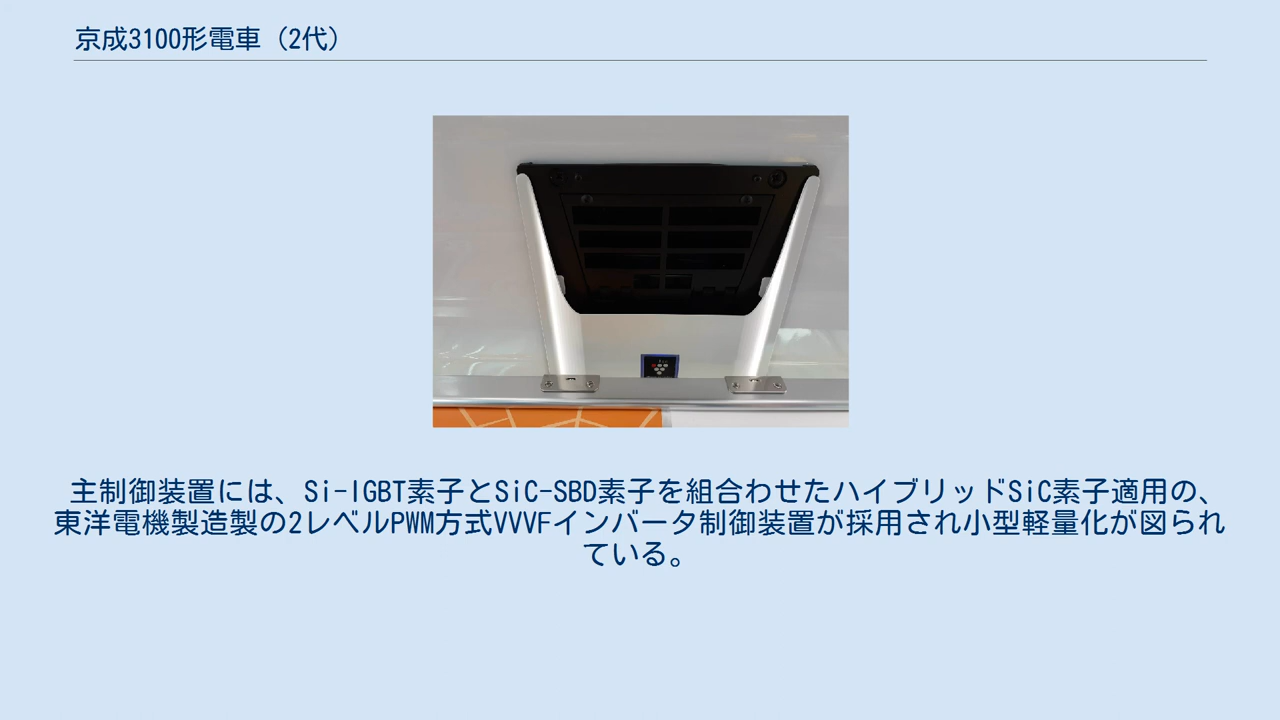 京成3100形電車（2代）
主制御装置には、Si-IGBT素子とSiC-SBD素子を組合わせたハイブリッドSiC素子適用の、
東洋電機製造製の2レベルPWM方式VVVFインバータ制御装置が採用され小型軽量化が図られ
ている。